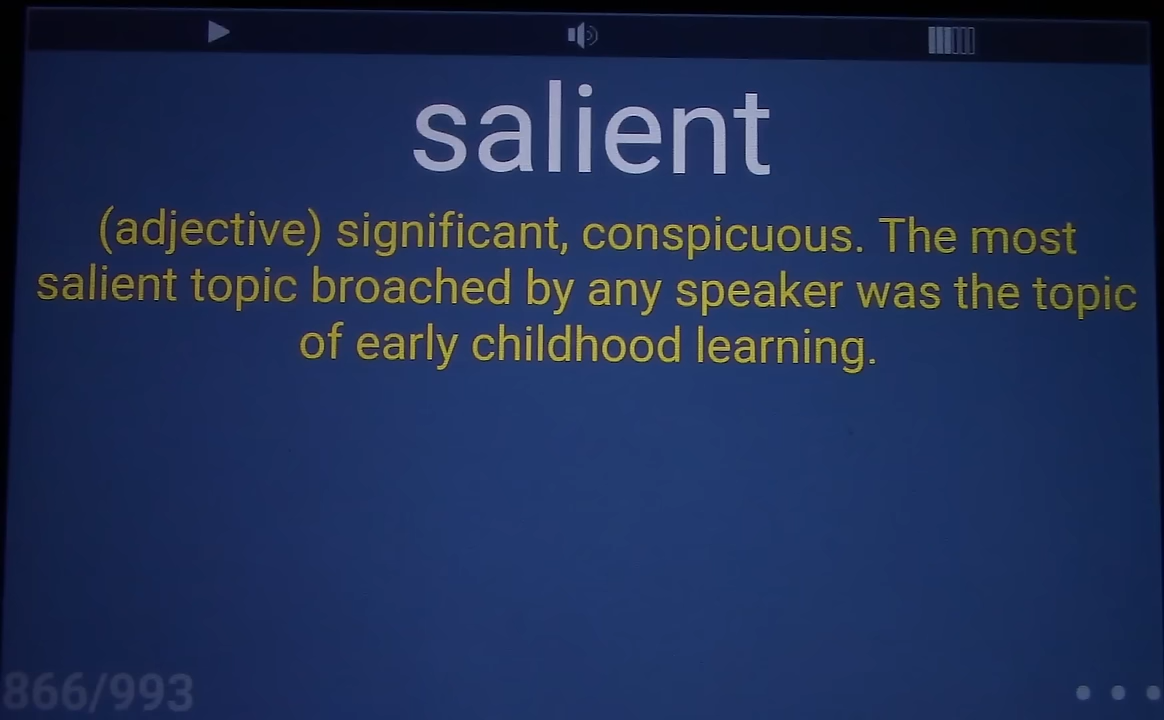 salient
(adjective) significant, conspicuous. The most
salient topic broached by any speaker was the topic
of early childhood learning.
866/993